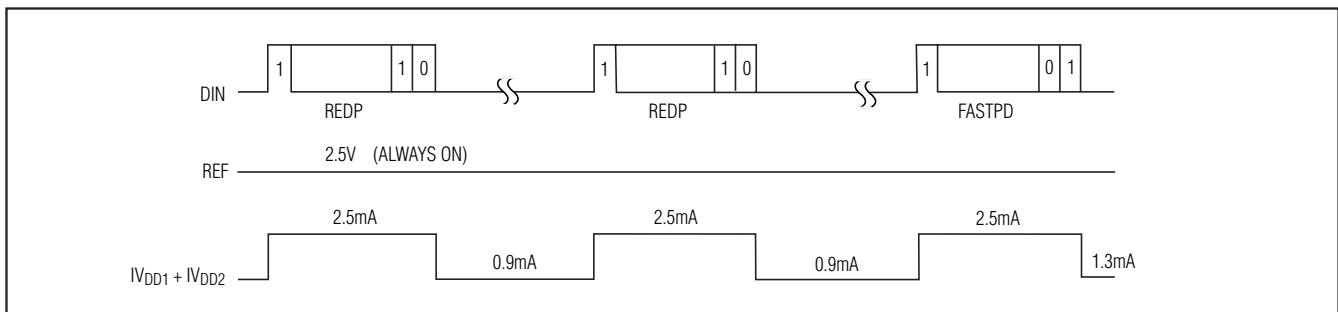 1 1 0 1 1 0 1 0 1
DIN
REDP REDP FASTPD
2.5V (ALWAYS ON)
REF
2.5mA 2.5mA 2.5mA
0.9mA 0.9mA 1.3mA
IVDD1 + IVDD2